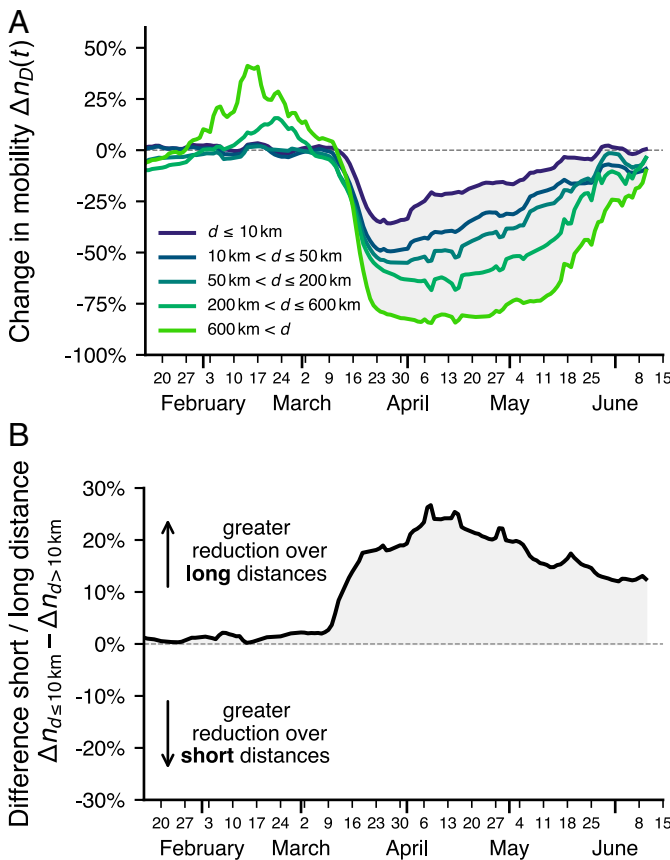 A
Change in mobility Δn_D(t)
50%
25%
0%
-25%
-50%
-75%
-100%
d ≤ 10 km
10 km < d ≤ 50 km
50 km < d ≤ 200 km
200 km < d ≤ 600 km
600 km < d
20 27 3 10 17 24 2 9 16 23 30 6 13 20 27 4 11 18 25 1 8 15
February March April May June
B
Difference short / long distance
Δn_{d≤10 km} − Δn_{d>10 km}
30%
20%
10%
0%
-10%
-20%
-30%
greater
reduction over
long distances
greater
reduction over
short distances
20 27 3 10 17 24 2 9 16 23 30 6 13 20 27 4 11 18 25 1 8 15
February March April May June